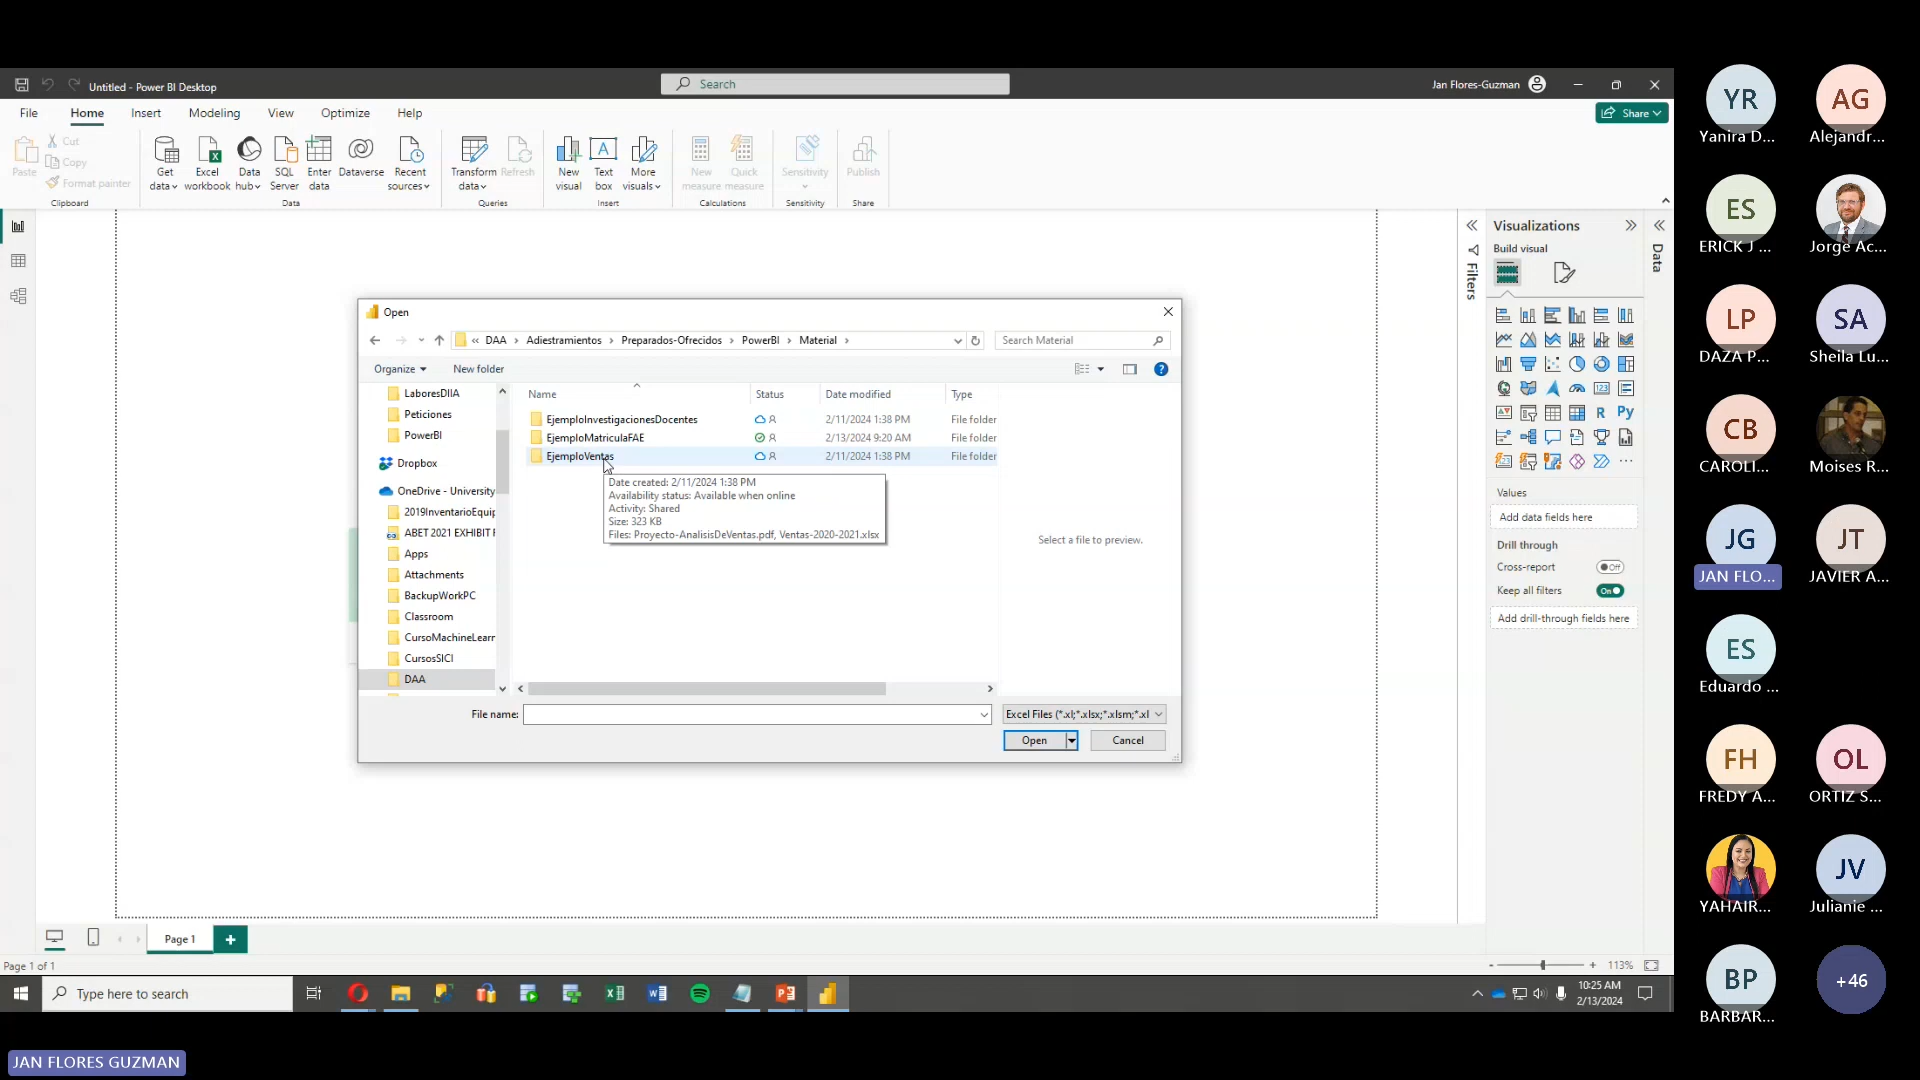 Untitled - Power BI Desktop
Search
Jan Flores-Guzman
File Home Insert Modeling View Optimize Help
Share
Paste
Cut
Copy
Format painter
Clipboard
Get data
Excel workbook
Data hub
SQL Server
Enter data
Dataverse
Recent sources
Data
Transform data
Refresh
Queries
New visual
Text box
More visuals
Insert
New measure
Quick measure
Calculations
Sensitivity
Sensitivity
Publish
Share
Open
« DAA › Adiestramientos › Preparados-Ofrecidos › PowerBI › Material ›
Search Material
Organize
New folder
LaboresDIIA
Peticiones
PowerBI
Dropbox
OneDrive - University
2019InventarioEquip
ABET 2021 EXHIBIT F
Apps
Attachments
BackupWorkPC
Classroom
CursoMachineLearr
CursosSICI
DAA
Name Status Date modified Type
EjemploInvestigacionesDocentes 2/11/2024 1:38 PM File folder
EjemploMatriculaFAE 2/13/2024 9:20 AM File folder
EjemploVentas 2/11/2024 1:38 PM File folder
Date created: 2/11/2024 1:38 PM
Availability status: Available when online
Activity: Shared
Size: 323 KB
Files: Proyecto-AnalisisDeVentas.pdf, Ventas-2020-2021.xlsx
Select a file to preview.
File name:
Excel Files (*.xl;*.xlsx;*.xlsm;*.xl
Open
Cancel
Filters
Visualizations
Build visual
R
Py
Values
Add data fields here
Drill through
Cross-report
Off
Keep all filters
On
Add drill-through fields here
Data
Page 1
Page 1 of 1
- + 113%
Type here to search
10:25 AM
2/13/2024
YR
Yanira D...
AG
Alejandr...
ES
ERICK J ...
Jorge Ac...
LP
DAZA P...
SA
Sheila Lu...
CB
CAROLI...
Moises R...
JG
JAN FLO...
JT
JAVIER A...
ES
Eduardo ...
FH
FREDY A...
OL
ORTIZ S...
YAHAIR...
JV
Julianie ...
BP
BARBAR...
+46
JAN FLORES GUZMAN